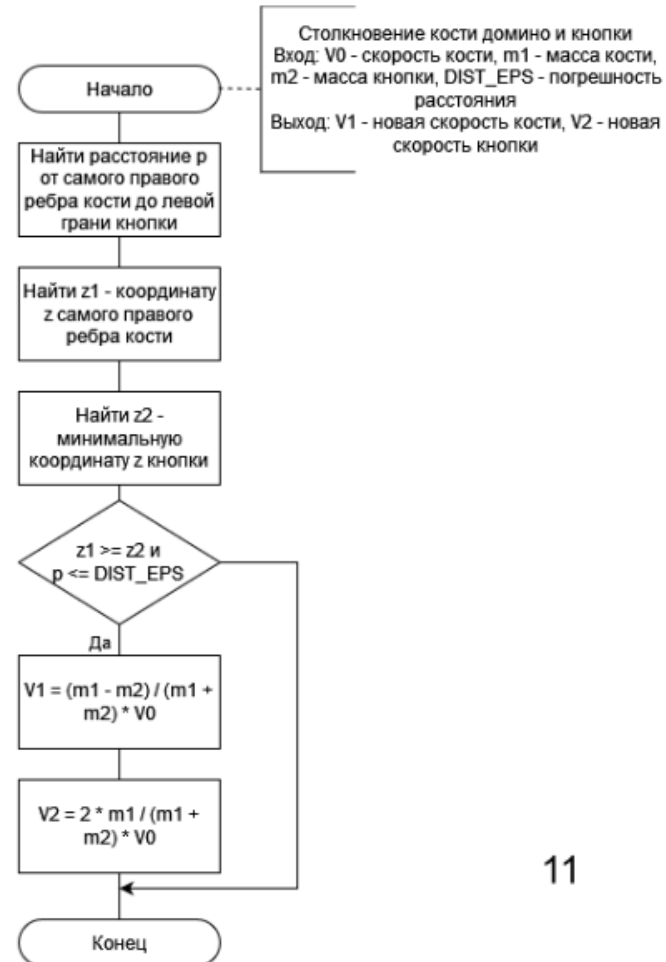 Столкновение кости домино и кнопки
Вход: V0 - скорость кости, m1 - масса кости,
m2 - масса кнопки, DIST_EPS - погрешность
расстояния
Выход: V1 - новая скорость кости, V2 - новая
скорость кнопки
Начало
Найти расстояние p
от самого правого
ребра кости до левой
грани кнопки
Найти z1 - координату
z самого правого
ребра кости
Найти z2 -
минимальную
координату z кнопки
z1 >= z2 и
p <= DIST_EPS
Да
V1 = (m1 - m2) / (m1 +
m2) * V0
V2 = 2 * m1 / (m1 +
m2) * V0
11
Конец